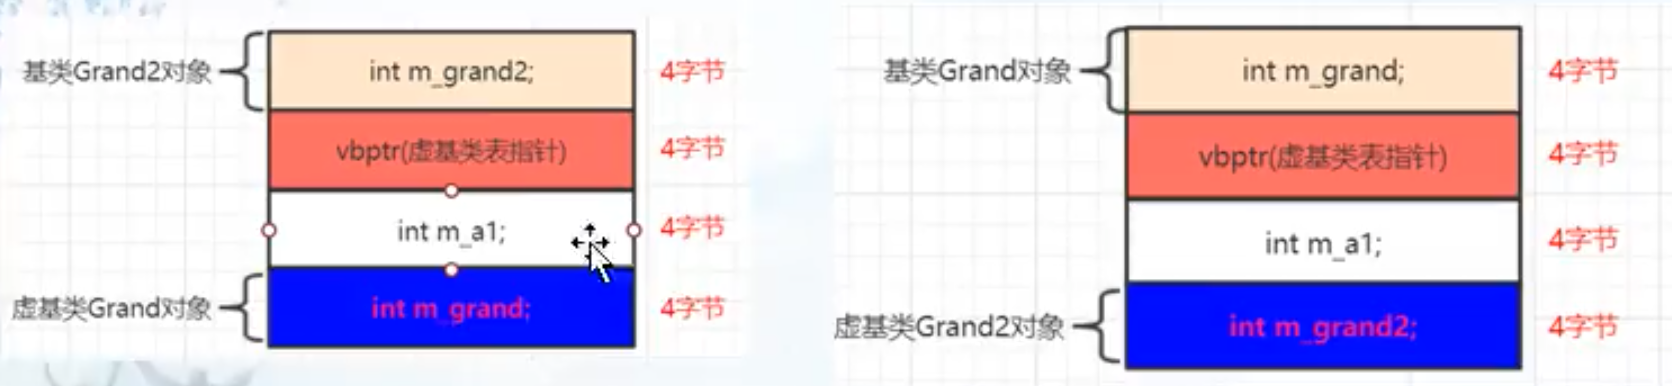 基类Grand2对象
int m_grand2;
4字节
vbptr(虚基类表指针)
4字节
int m_a1;
4字节
虚基类Grand对象
int m_grand;
4字节
基类Grand对象
int m_grand;
4字节
vbptr(虚基类表指针)
4字节
int m_a1;
4字节
虚基类Grand2对象
int m_grand2;
4字节